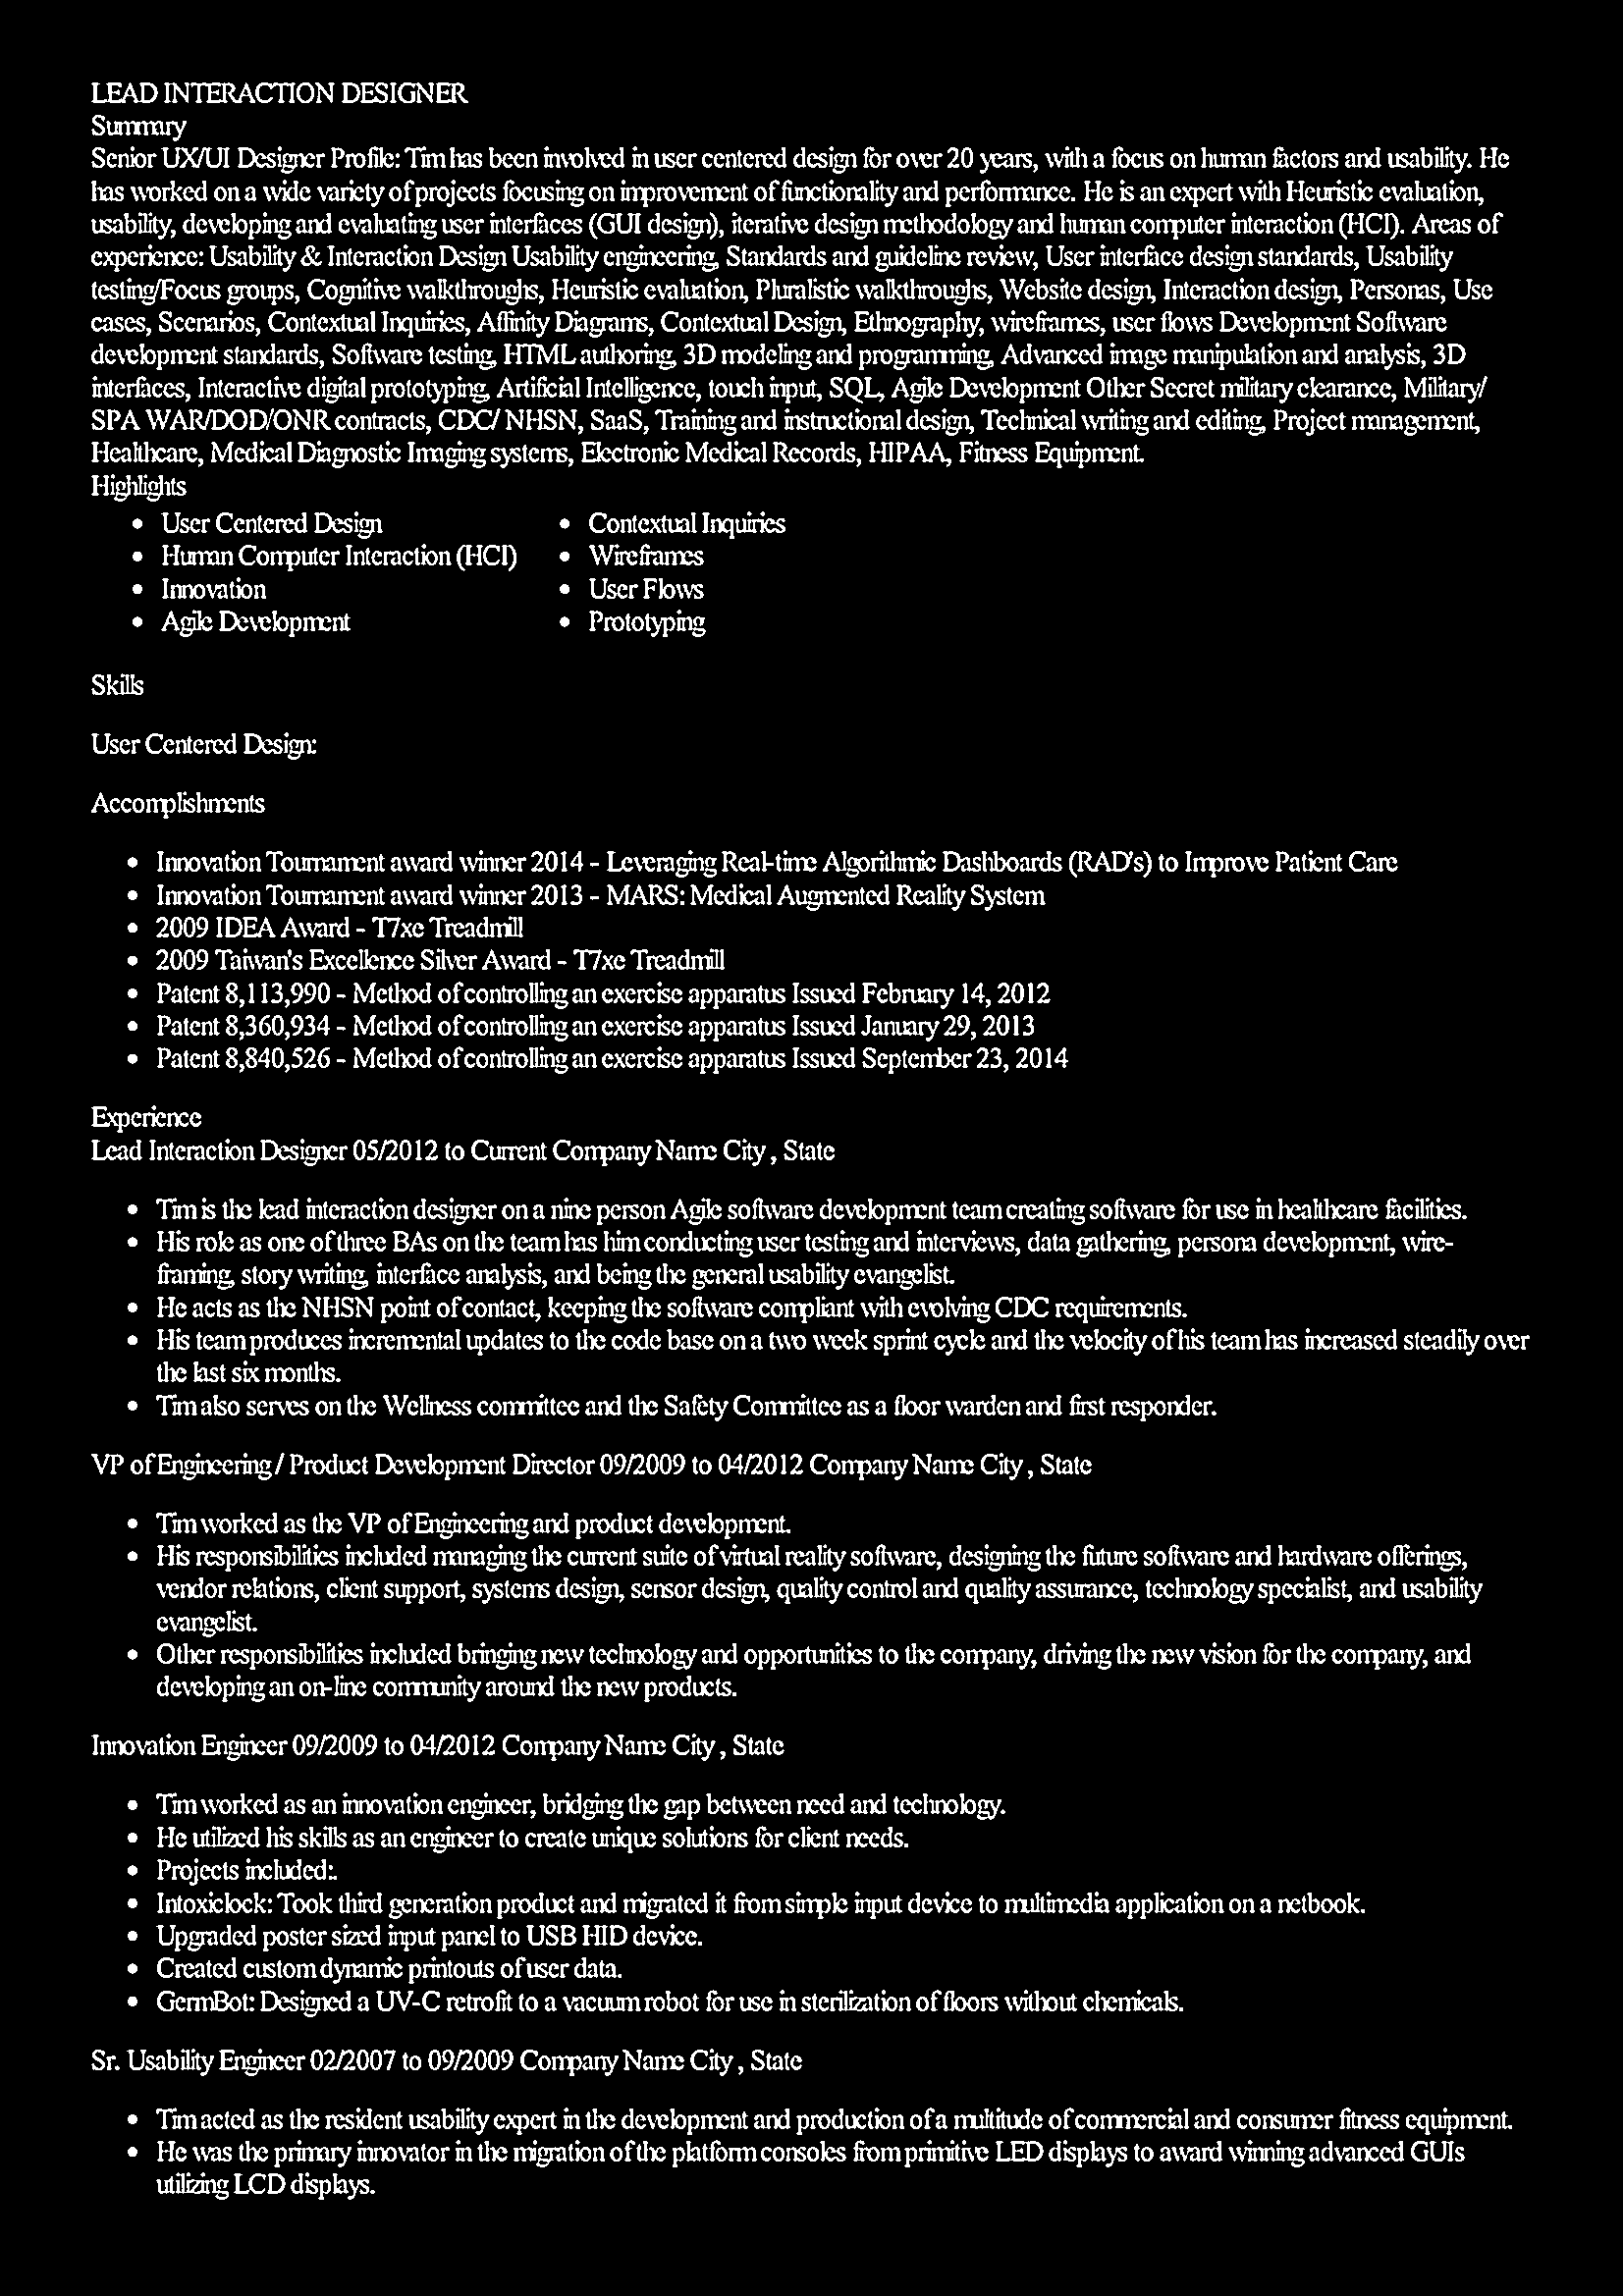 LEAD INTERACTION DESIGNER
Summary
Senior UX/UI Designer Profile: Tim has been involved in user centered design for over 20 years, with a focus on human factors and usability. He
has worked on a wide variety of projects focusing on improvement of functionality and performance. He is an expert with Heuristic evaluation,
usability, developing and evaluating user interfaces (GUI design), iterative design methodology and human computer interaction (HCI). Areas of
experience: Usability & Interaction Design Usability engineering, Standards and guideline review, User interface design standards, Usability
testing/Focus groups, Cognitive walkthroughs, Heuristic evaluation, Pluralistic walkthroughs, Website design, Interaction design, Personas, Use
cases, Scenarios, Contextual Inquiries, Affinity Diagrams, Contextual Design, Ethnography, wireframes, user flows Development Software
development standards, Software testing, HTML authoring, 3D modeling and programming, Advanced image manipulation and analysis, 3D
interfaces, Interactive digital prototyping, Artificial Intelligence, touch input, SQL, Agile Development Other Secret military clearance, Military/
SPA WAR/DOD/ONR contracts, CDC/ NHSN, SaaS, Training and instructional design, Technical writing and editing, Project management,
Healthcare, Medical Diagnostic Imaging systems, Electronic Medical Records, HIPAA, Fitness Equipment.
Highlights
• User Centered Design
• Human Computer Interaction (HCI)
• Innovation
• Agile Development
• Contextual Inquiries
• Wireframes
• User Flows
• Prototyping
Skills
User Centered Design:
Accomplishments
• Innovation Tournament award winner 2014 - Leveraging Real-time Algorithmic Dashboards (RAD's) to Improve Patient Care
• Innovation Tournament award winner 2013 - MARS: Medical Augmented Reality System
• 2009 IDEA Award - T7xe Treadmill
• 2009 Taiwan's Excellence Silver Award - T7xe Treadmill
• Patent 8,113,990 - Method of controlling an exercise apparatus Issued February 14, 2012
• Patent 8,360,934 - Method of controlling an exercise apparatus Issued January 29, 2013
• Patent 8,840,526 - Method of controlling an exercise apparatus Issued September 23, 2014
Experience
Lead Interaction Designer 05/2012 to Current Company Name City , State
• Tim is the lead interaction designer on a nine person Agile software development team creating software for use in healthcare facilities.
• His role as one of three BAs on the team has him conducting user testing and interviews, data gathering, persona development, wire-
framing, story writing, interface analysis, and being the general usability evangelist.
• He acts as the NHSN point of contact, keeping the software compliant with evolving CDC requirements.
• His team produces incremental updates to the code base on a two week sprint cycle and the velocity of his team has increased steadily over
the last six months.
• Tim also serves on the Wellness committee and the Safety Committee as a floor warden and first responder.
VP of Engineering / Product Development Director 09/2009 to 04/2012 Company Name City , State
• Tim worked as the VP of Engineering and product development.
• His responsibilities included managing the current suite of virtual reality software, designing the future software and hardware offerings,
vendor relations, client support, systems design, sensor design, quality control and quality assurance, technology specialist, and usability
evangelist.
• Other responsibilities included bringing new technology and opportunities to the company, driving the new vision for the company, and
developing an on-line community around the new products.
Innovation Engineer 09/2009 to 04/2012 Company Name City , State
• Tim worked as an innovation engineer, bridging the gap between need and technology.
• He utilized his skills as an engineer to create unique solutions for client needs.
• Projects included:.
• Intoxiclock: Took third generation product and migrated it from simple input device to multimedia application on a netbook.
• Upgraded poster sized input panel to USB HID device.
• Created custom dynamic printouts of user data.
• GermBot: Designed a UV-C retrofit to a vacuum robot for use in sterilization of floors without chemicals.
Sr. Usability Engineer 02/2007 to 09/2009 Company Name City , State
• Tim acted as the resident usability expert in the development and production of a multitude of commercial and consumer fitness equipment.
• He was the primary innovator in the migration of the platform consoles from primitive LED displays to award winning advanced GUIs
utilizing LCD displays.